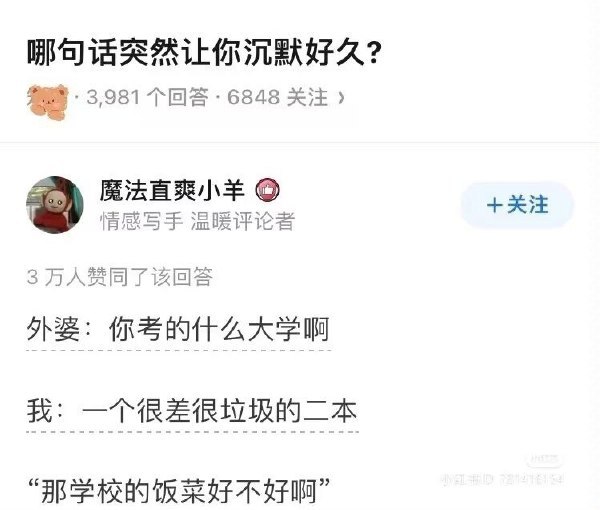 哪句话突然让你沉默好久?
· 3,981 个回答 · 6848 关注 ›
魔法直爽小羊
+关注
情感写手 温暖评论者
3 万人赞同了该回答
外婆：你考的什么大学啊
我：一个很差很垃圾的二本
“那学校的饭菜好不好啊”